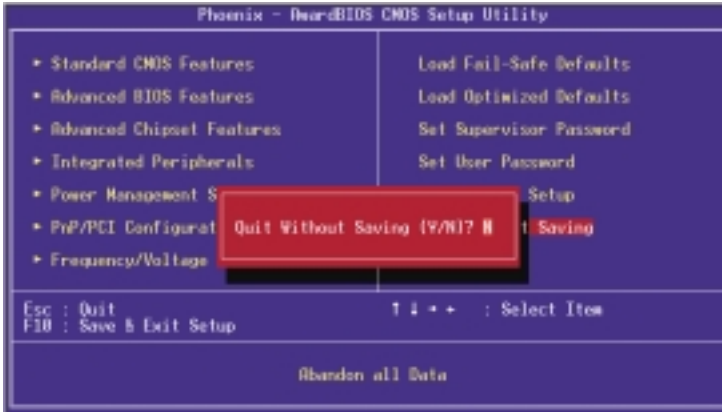 Phoenix - AwardBIOS CMOS Setup Utility
▸ Standard CMOS Features
▸ Advanced BIOS Features
▸ Advanced Chipset Features
▸ Integrated Peripherals
▸ Power Management S
▸ PnP/PCI Configurat
▸ Frequency/Voltage
Load Fail-Safe Defaults
Load Optimized Defaults
Set Supervisor Password
Set User Password
Setup
t Saving
Quit Without Saving (Y/N)? N
Esc : Quit
F10 : Save & Exit Setup
↑ ↓ → ← : Select Item
Abandon all Data